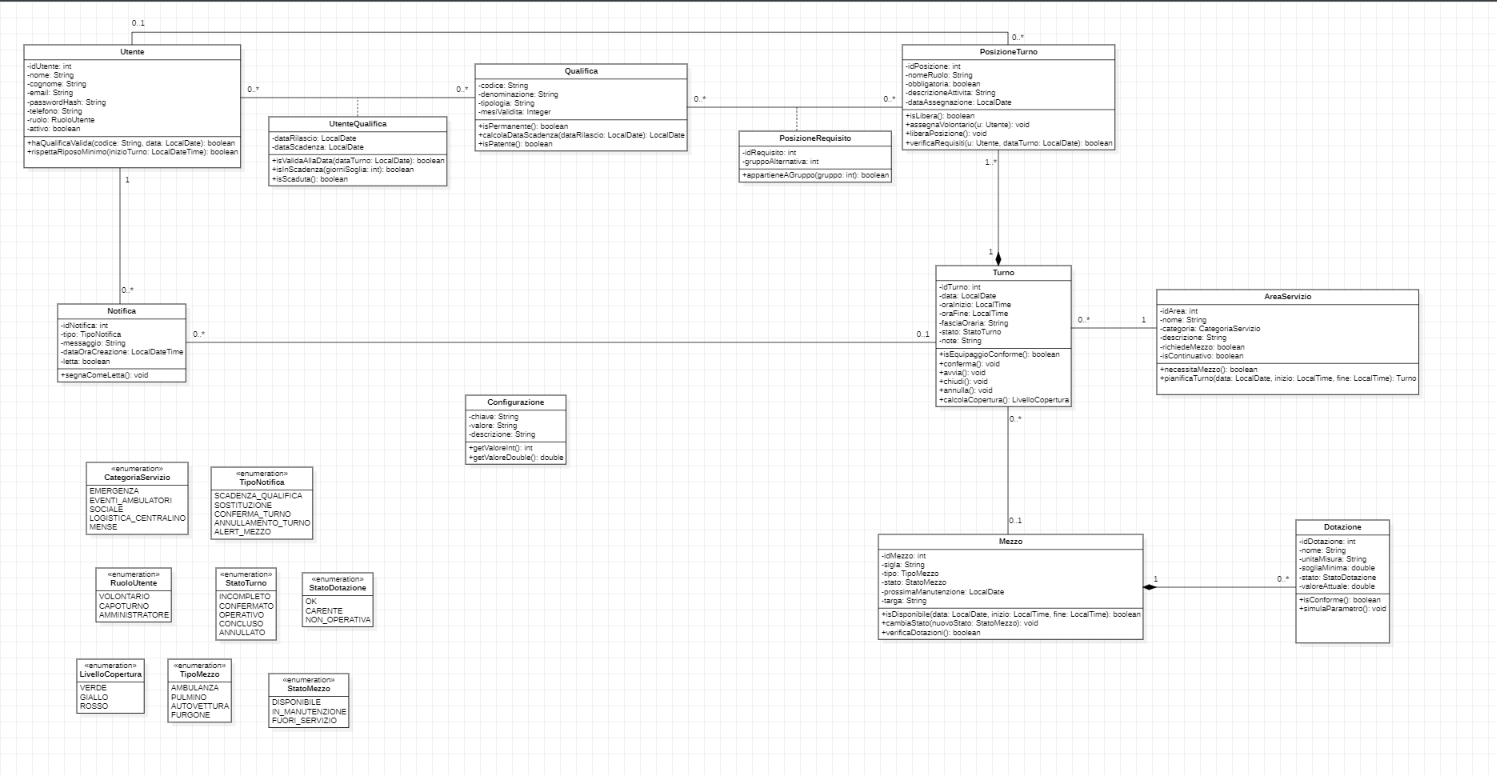 0..1
0..*
Utente
-idUtente: int
-nome: String
-cognome: String
-email: String
-passwordHash: String
-telefono: String
-ruolo: RuoloUtente
-attivo: boolean
+haQualificaValida(codice: String, data: LocalDate): boolean
+rispettaRiposoMinimo(inizioTurno: LocalDateTime): boolean
0..*
0..*
UtenteQualifica
-dataRilascio: LocalDate
-dataScadenza: LocalDate
+isValidaAllaData(dataTurno: LocalDate): boolean
+isInScadenza(giorniSoglia: int): boolean
+isScaduta(): boolean
Qualifica
-codice: String
-denominazione: String
-tipologia: String
-mesiValidita: Integer
+isPermanente(): boolean
+calcolaDataScadenza(dataRilascio: LocalDate): LocalDate
+isPatente(): boolean
0..*
0..*
PosizioneRequisito
-idRequisito: int
-gruppoAlternativa: int
+appartieneAGruppo(gruppo: int): boolean
PosizioneTurno
-idPosizione: int
-nomeRuolo: String
-obbligatoria: boolean
-descrizioneAttivita: String
-dataAssegnazione: LocalDate
+isLibera(): boolean
+assegnaVolontario(u: Utente): void
+liberaPosizione(): void
+verificaRequisiti(u: Utente, dataTurno: LocalDate): boolean
1..*
1
1
0..*
Notifica
-idNotifica: int
-tipo: TipoNotifica
-messaggio: String
-dataOraCreazione: LocalDateTime
-letta: boolean
+segnaComeLetta(): void
0..*
0..1
Turno
-idTurno: int
-data: LocalDate
-oraInizio: LocalTime
-oraFine: LocalTime
-fasciaOraria: String
-stato: StatoTurno
-note: String
+isEquipaggioConforme(): boolean
+conferma(): void
+avvia(): void
+chiudi(): void
+annulla(): void
+calcolaCopertura(): LivelloCopertura
0..*
1
AreaServizio
-idArea: int
-nome: String
-categoria: CategoriaServizio
-descrizione: String
-richiedeMezzo: boolean
-isContinuativo: boolean
+necessitaMezzo(): boolean
+pianificaTurno(data: LocalDate, inizio: LocalTime, fine: LocalTime): Turno
Configurazione
-chiave: String
-valore: String
-descrizione: String
+getValoreInt(): int
+getValoreDouble(): double
0..*
0..1
«enumeration»
CategoriaServizio
EMERGENZA
EVENTI_AMBULATORI
SOCIALE
LOGISTICA_CENTRALINO
MENSE
«enumeration»
TipoNotifica
SCADENZA_QUALIFICA
SOSTITUZIONE
CONFERMA_TURNO
ANNULLAMENTO_TURNO
ALERT_MEZZO
Mezzo
-idMezzo: int
-sigla: String
-tipo: TipoMezzo
-stato: StatoMezzo
-prossimaManutenzione: LocalDate
-targa: String
+isDisponibile(data: LocalDate, inizio: LocalTime, fine: LocalTime): boolean
+cambiaStato(nuovoStato: StatoMezzo): void
+verificaDotazioni(): boolean
1
0..*
Dotazione
-idDotazione: int
-nome: String
-unitaMisura: String
-sogliaMinima: double
-stato: StatoDotazione
-valoreAttuale: double
+isConforme(): boolean
+simulaParametro(): void
«enumeration»
RuoloUtente
VOLONTARIO
CAPOTURNO
AMMINISTRATORE
«enumeration»
StatoTurno
INCOMPLETO
CONFERMATO
OPERATIVO
CONCLUSO
ANNULLATO
«enumeration»
StatoDotazione
OK
CARENTE
NON_OPERATIVA
«enumeration»
LivelloCopertura
VERDE
GIALLO
ROSSO
«enumeration»
TipoMezzo
AMBULANZA
PULMINO
AUTOVETTURA
FURGONE
«enumeration»
StatoMezzo
DISPONIBILE
IN_MANUTENZIONE
FUORI_SERVIZIO